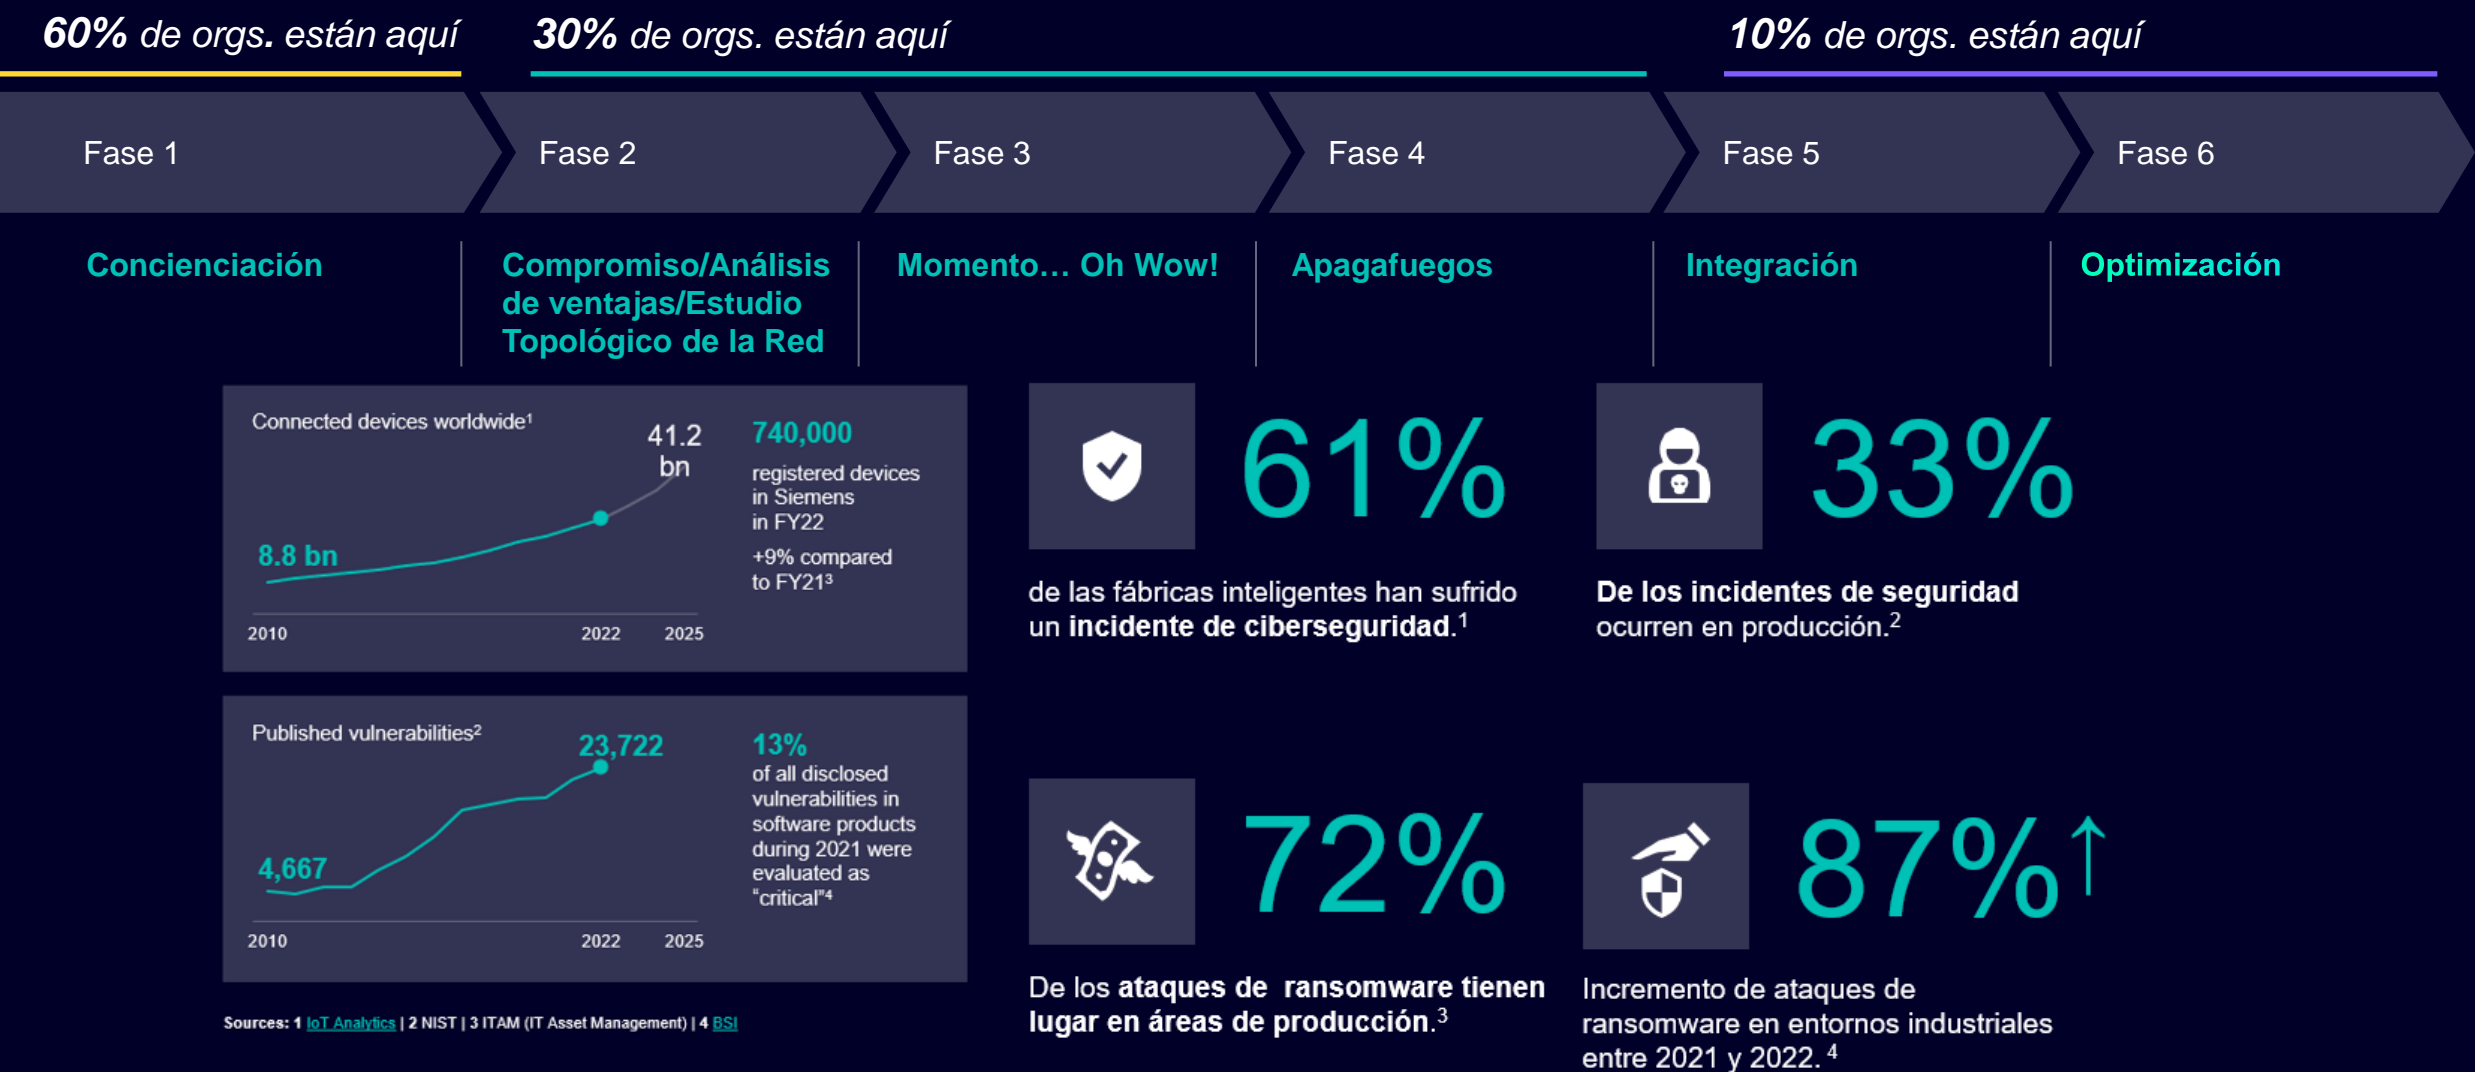 60% de orgs. están aquí
30% de orgs. están aquí
10% de orgs. están aquí
Fase 1
Fase 2
Fase 3
Fase 4
Fase 5
Fase 6
Concienciación
Compromiso/Análisis
de ventajas/Estudio
Topológico de la Red
Momento… Oh Wow!
Apagafuegos
Integración
Optimización
Connected devices worldwide¹
41.2
bn
8.8 bn
2010
2022
2025
740,000
registered devices
in Siemens
in FY22
+9% compared
to FY21³
Published vulnerabilities²
23,722
4,667
2010
2022
2025
13%
of all disclosed
vulnerabilities in
software products
during 2021 were
evaluated as
“critical”⁴
Sources: 1 IoT Analytics | 2 NIST | 3 ITAM (IT Asset Management) | 4 BSI
61%
de las fábricas inteligentes han sufrido
un incidente de ciberseguridad.¹
33%
De los incidentes de seguridad
ocurren en producción.²
72%
De los ataques de ransomware tienen
lugar en áreas de producción.³
87%↑
Incremento de ataques de
ransomware en entornos industriales
entre 2021 y 2022. ⁴